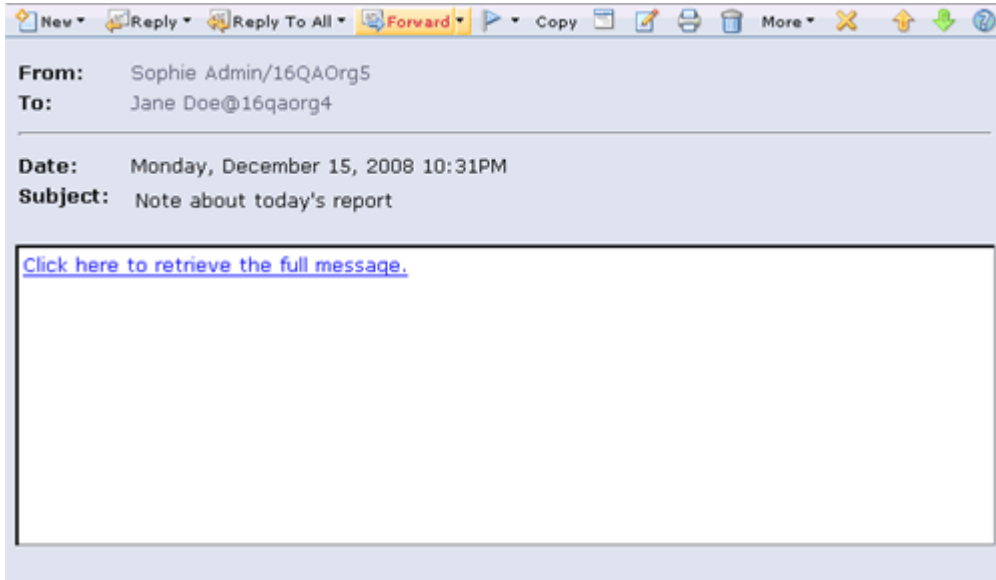 New Reply Reply To All Forward Copy More
From: Sophie Admin/16QAOrg5
To: Jane Doe@16qaorg4
Date: Monday, December 15, 2008 10:31PM
Subject: Note about today's report
Click here to retrieve the full message.